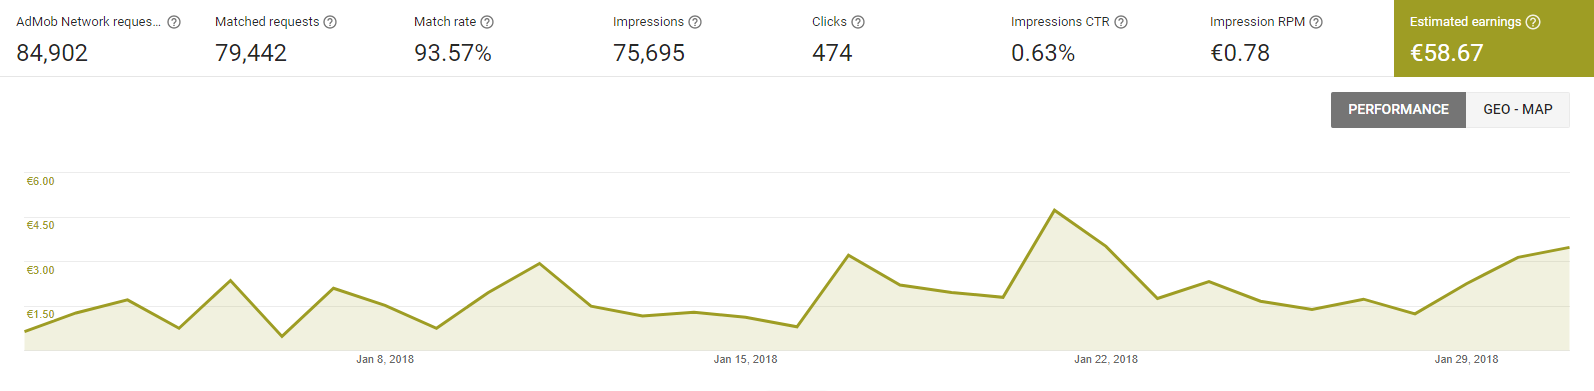 AdMob Network reques... Matched requests Match rate Impressions Clicks Impressions CTR Impression RPM Estimated earnings
84,902 79,442 93.57% 75,695 474 0.63% €0.78 €58.67
PERFORMANCE GEO - MAP
€6.00
€4.50
€3.00
€1.50
Jan 8, 2018 Jan 15, 2018 Jan 22, 2018 Jan 29, 2018